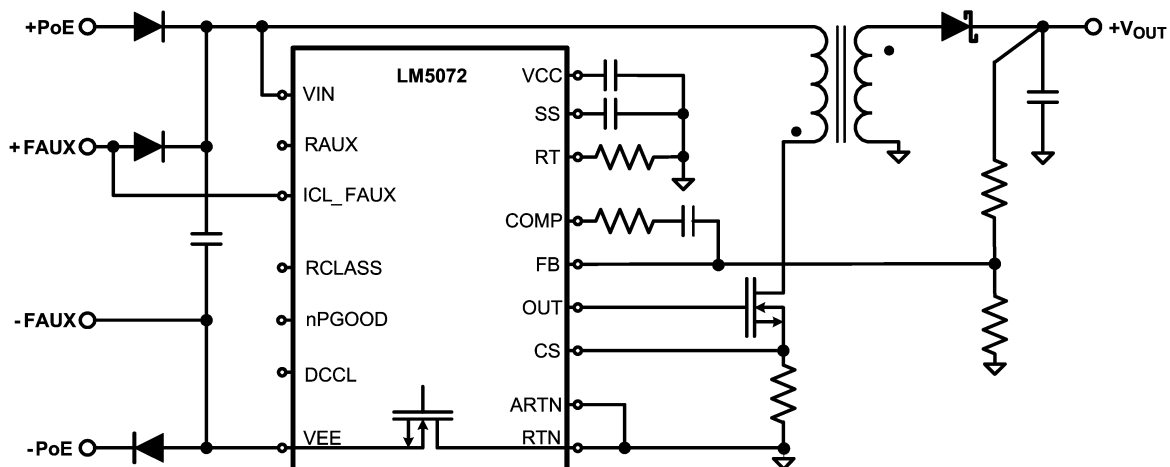 +PoE
+FAUX
-FAUX
-PoE
LM5072
VIN
RAUX
ICL_FAUX
RCLASS
nPGOOD
DCCL
VEE
VCC
SS
RT
COMP
FB
OUT
CS
ARTN
RTN
+VOUT